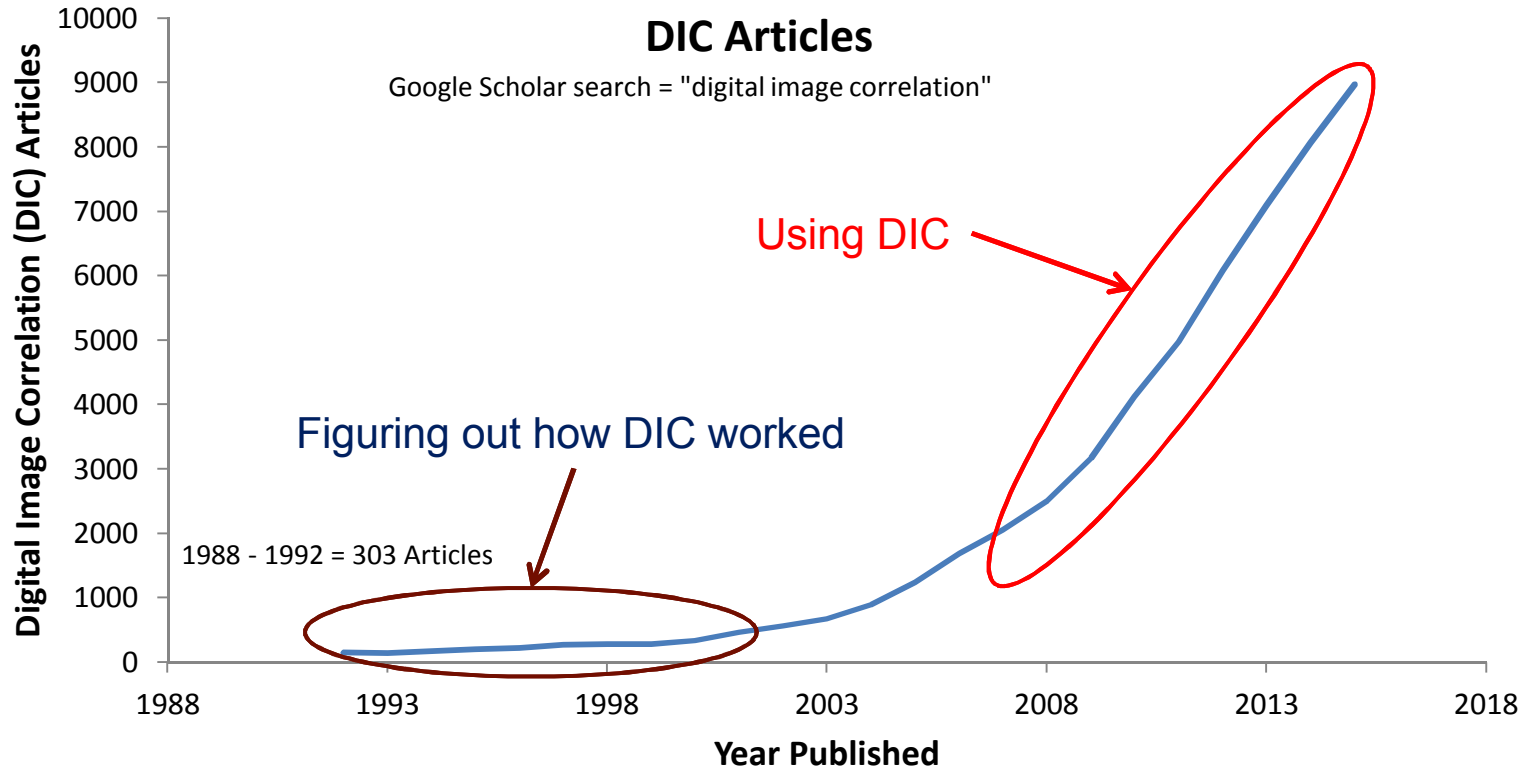 DIC Articles
Google Scholar search = "digital image correlation"
Digital Image Correlation (DIC) Articles
10000
9000
8000
7000
6000
5000
4000
3000
2000
1000
0
Using DIC
Figuring out how DIC worked
1988 - 1992 = 303 Articles
1988 1993 1998 2003 2008 2013 2018
Year Published